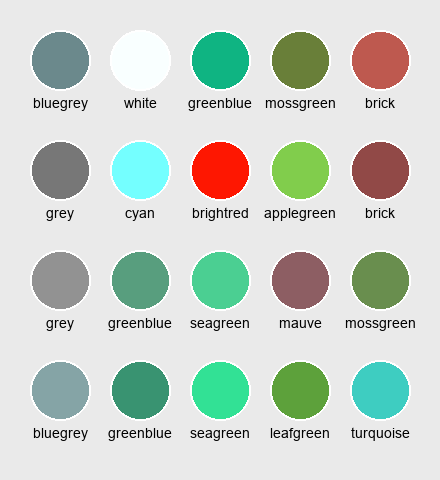 bluegrey white greenblue mossgreen brick
grey cyan brightred applegreen brick
grey greenblue seagreen mauve mossgreen
bluegrey greenblue seagreen leafgreen turquoise